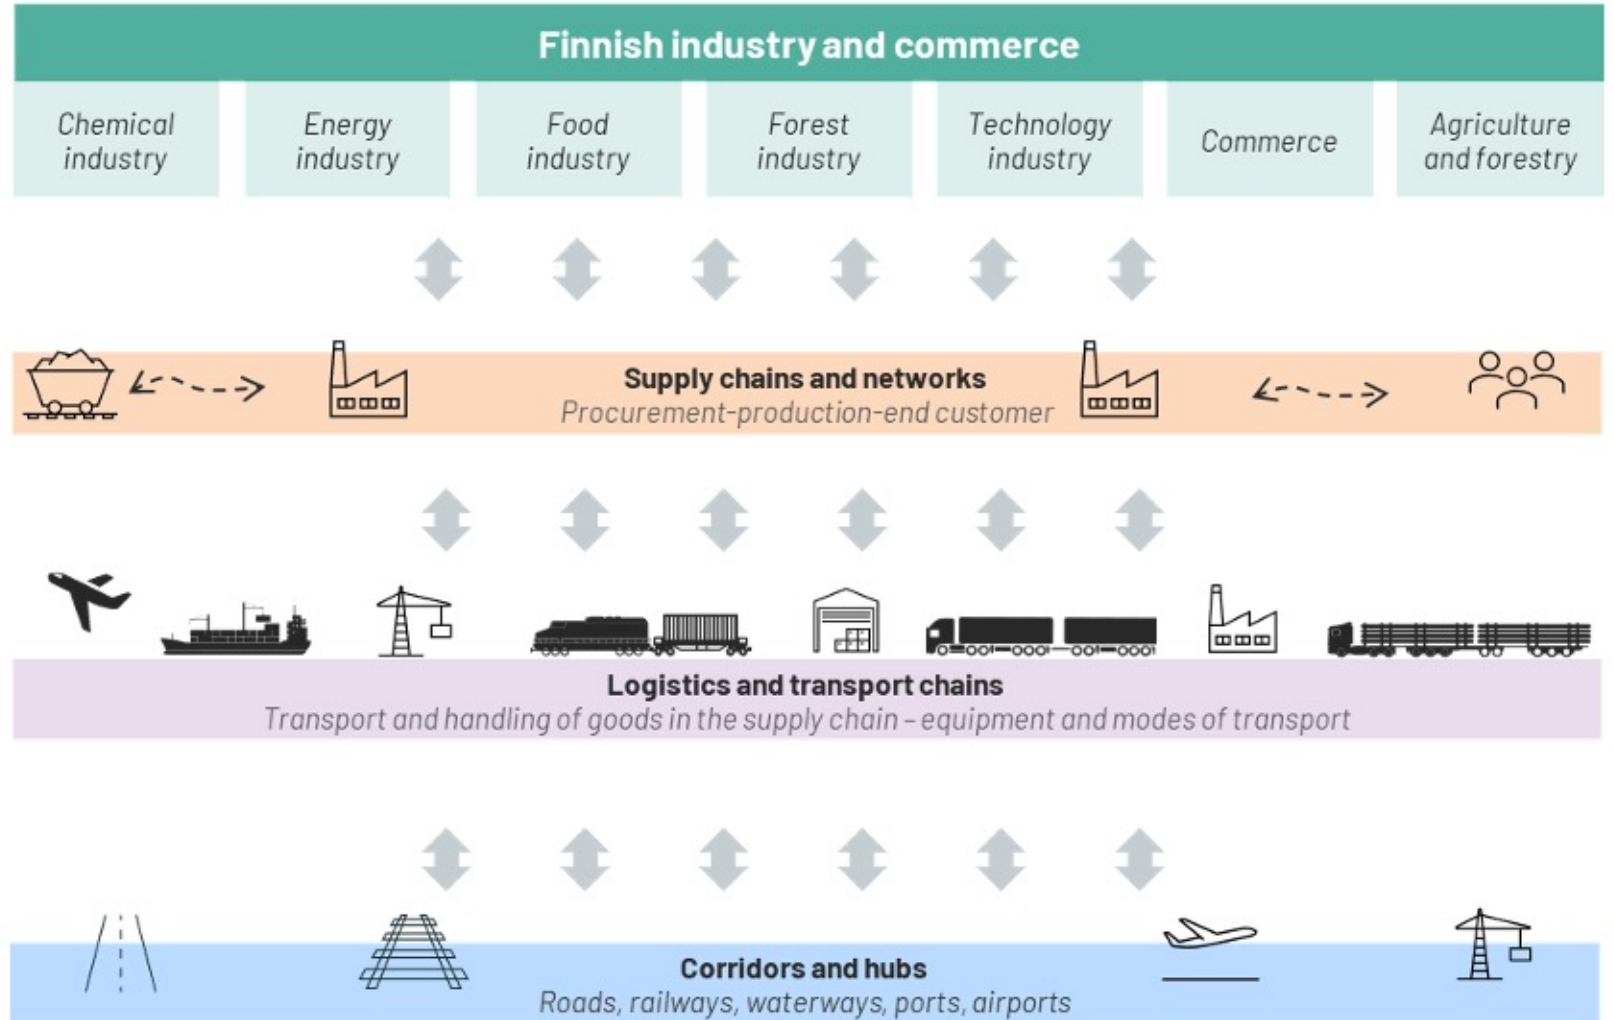 Finnish industry and commerce
Chemical
industry
Energy
industry
Food
industry
Forest
industry
Technology
industry
Commerce
Agriculture
and forestry
Supply chains and networks
Procurement-production-end customer
Logistics and transport chains
Transport and handling of goods in the supply chain – equipment and modes of transport
Corridors and hubs
Roads, railways, waterways, ports, airports